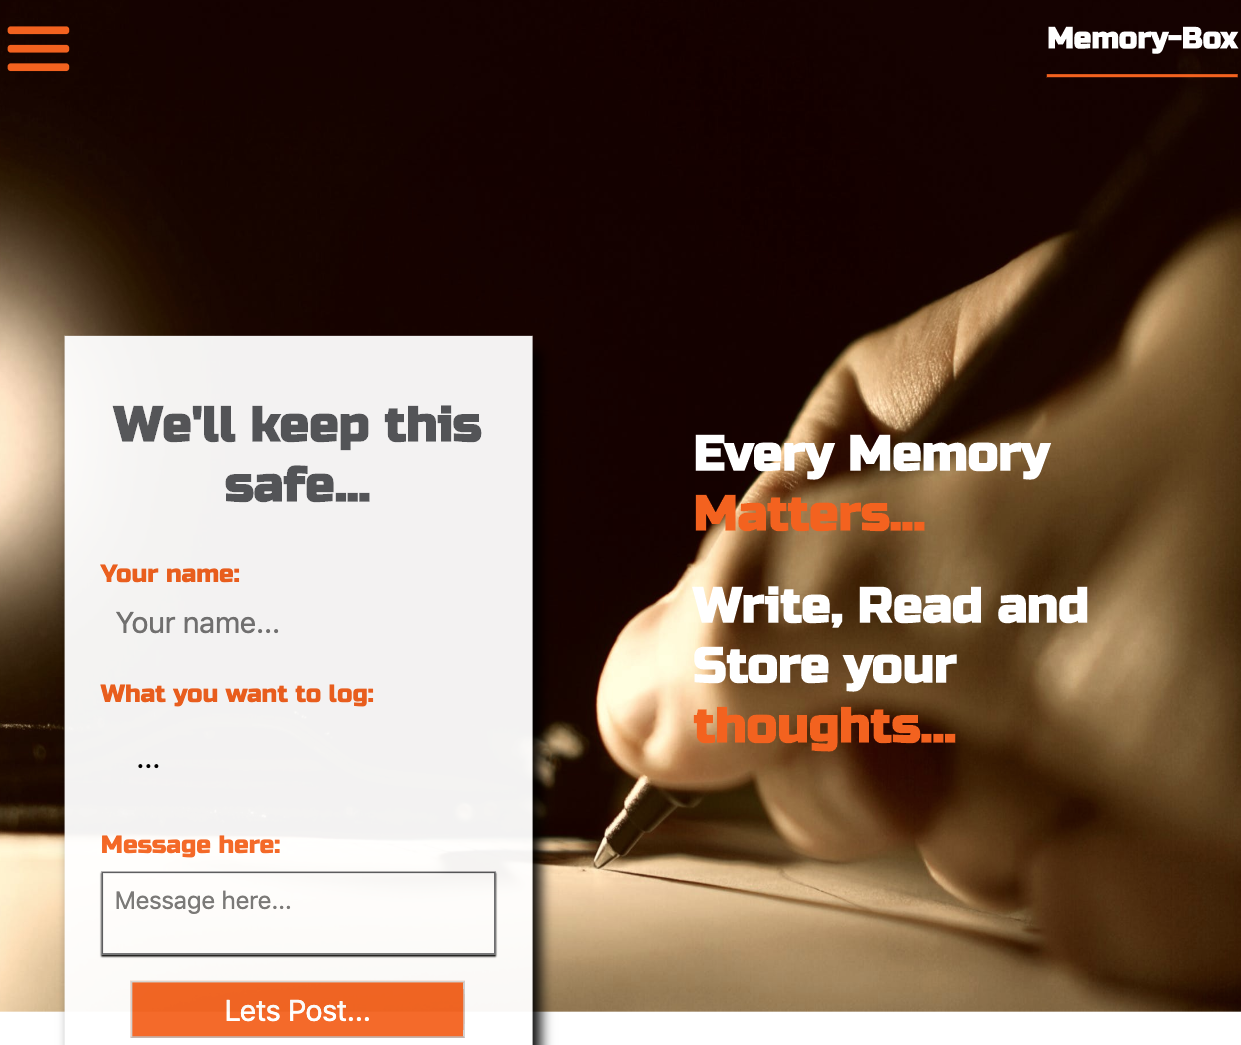 Memory-Box
We'll keep this
safe...
Your name:
Your name...
What you want to log:
...
Message here:
Message here...
Lets Post...
Every Memory
Matters...
Write, Read and
Store your
thoughts...